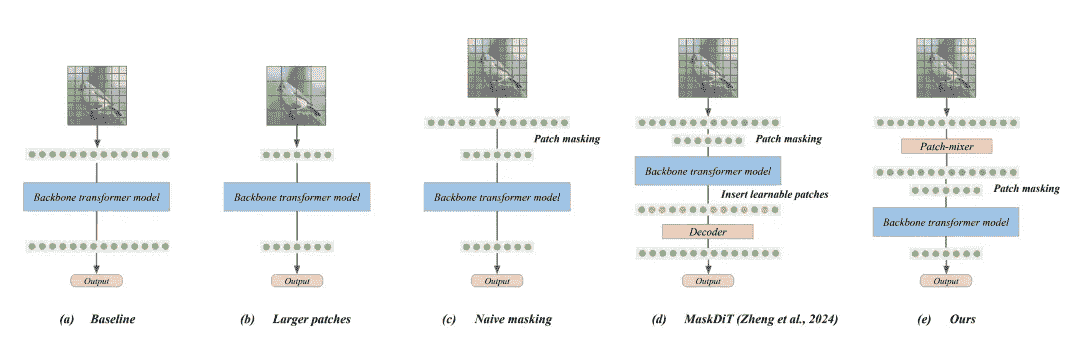 Patch masking
Patch masking
Patch-mixer
Backbone transformer model
Patch masking
Backbone transformer model
Backbone transformer model
Backbone transformer model
Insert learnable patches
Backbone transformer model
Decoder
Output
Output
Output
Output
Output
(a) Baseline
(b) Larger patches
(c) Naive masking
(d) MaskDiT (Zheng et al., 2024)
(e) Ours